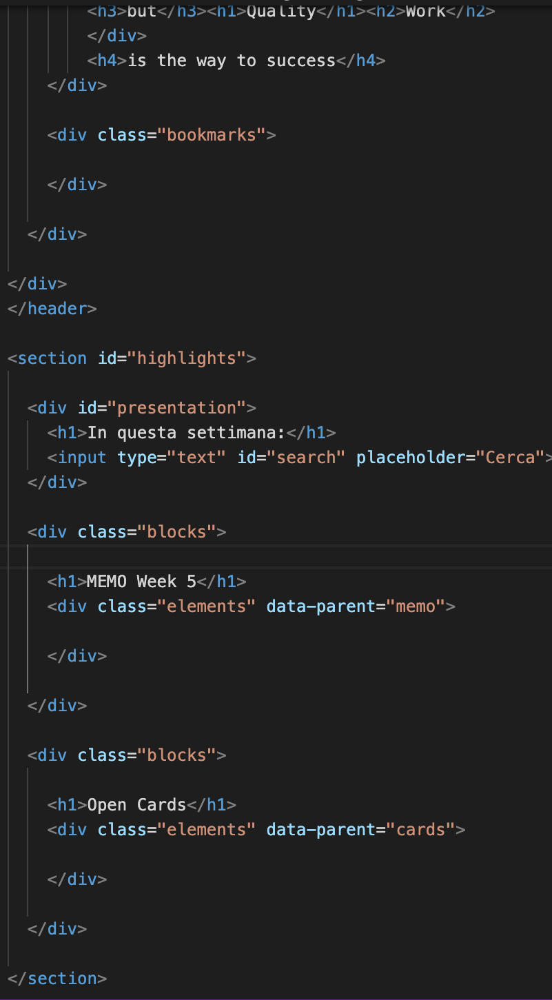 <h3>but</h3><h1>Quality</h1><h2>Work</h2>
</div>
<h4>is the way to success</h4>
</div>
<div class="bookmarks">
</div>
</div>
</div>
</header>
<section id="highlights">
<div id="presentation">
<h1>In questa settimana:</h1>
<input type="text" id="search" placeholder="Cerca">
</div>
<div class="blocks">
<h1>MEMO Week 5</h1>
<div class="elements" data-parent="memo">
</div>
</div>
<div class="blocks">
<h1>Open Cards</h1>
<div class="elements" data-parent="cards">
</div>
</div>
</section>